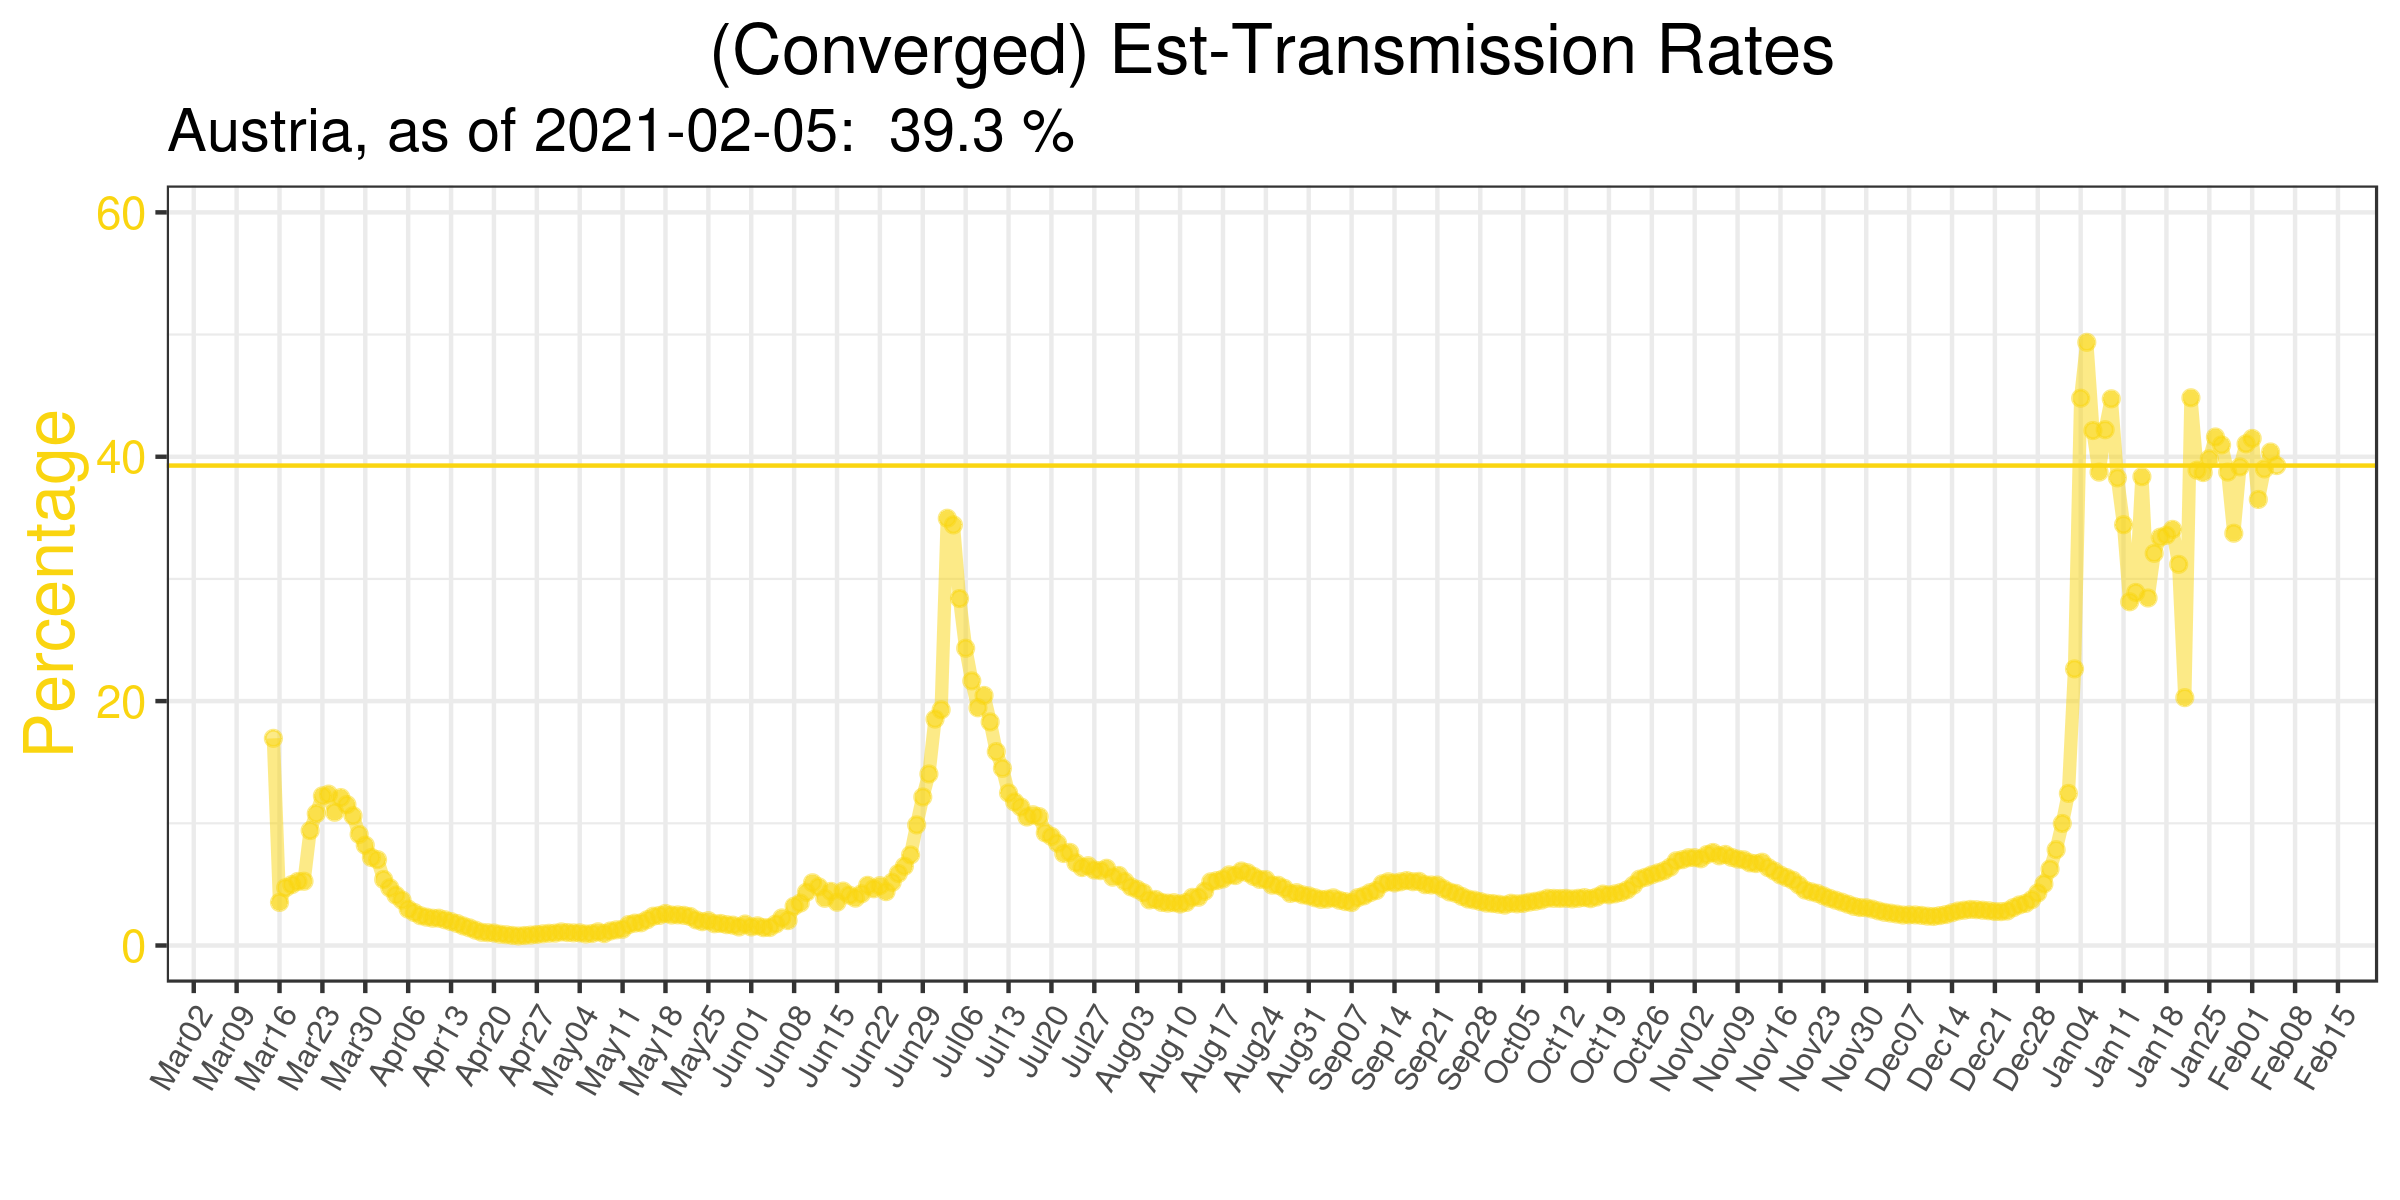 (Converged) Est-Transmission Rates
Austria, as of 2021-02-05:  39.3 %
Percentage
60
40
20
0
Mar02
Mar09
Mar16
Mar23
Mar30
Apr06
Apr13
Apr20
Apr27
May04
May11
May18
May25
Jun01
Jun08
Jun15
Jun22
Jun29
Jul06
Jul13
Jul20
Jul27
Aug03
Aug10
Aug17
Aug24
Aug31
Sep07
Sep14
Sep21
Sep28
Oct05
Oct12
Oct19
Oct26
Nov02
Nov09
Nov16
Nov23
Nov30
Dec07
Dec14
Dec21
Dec28
Jan04
Jan11
Jan18
Jan25
Feb01
Feb08
Feb15